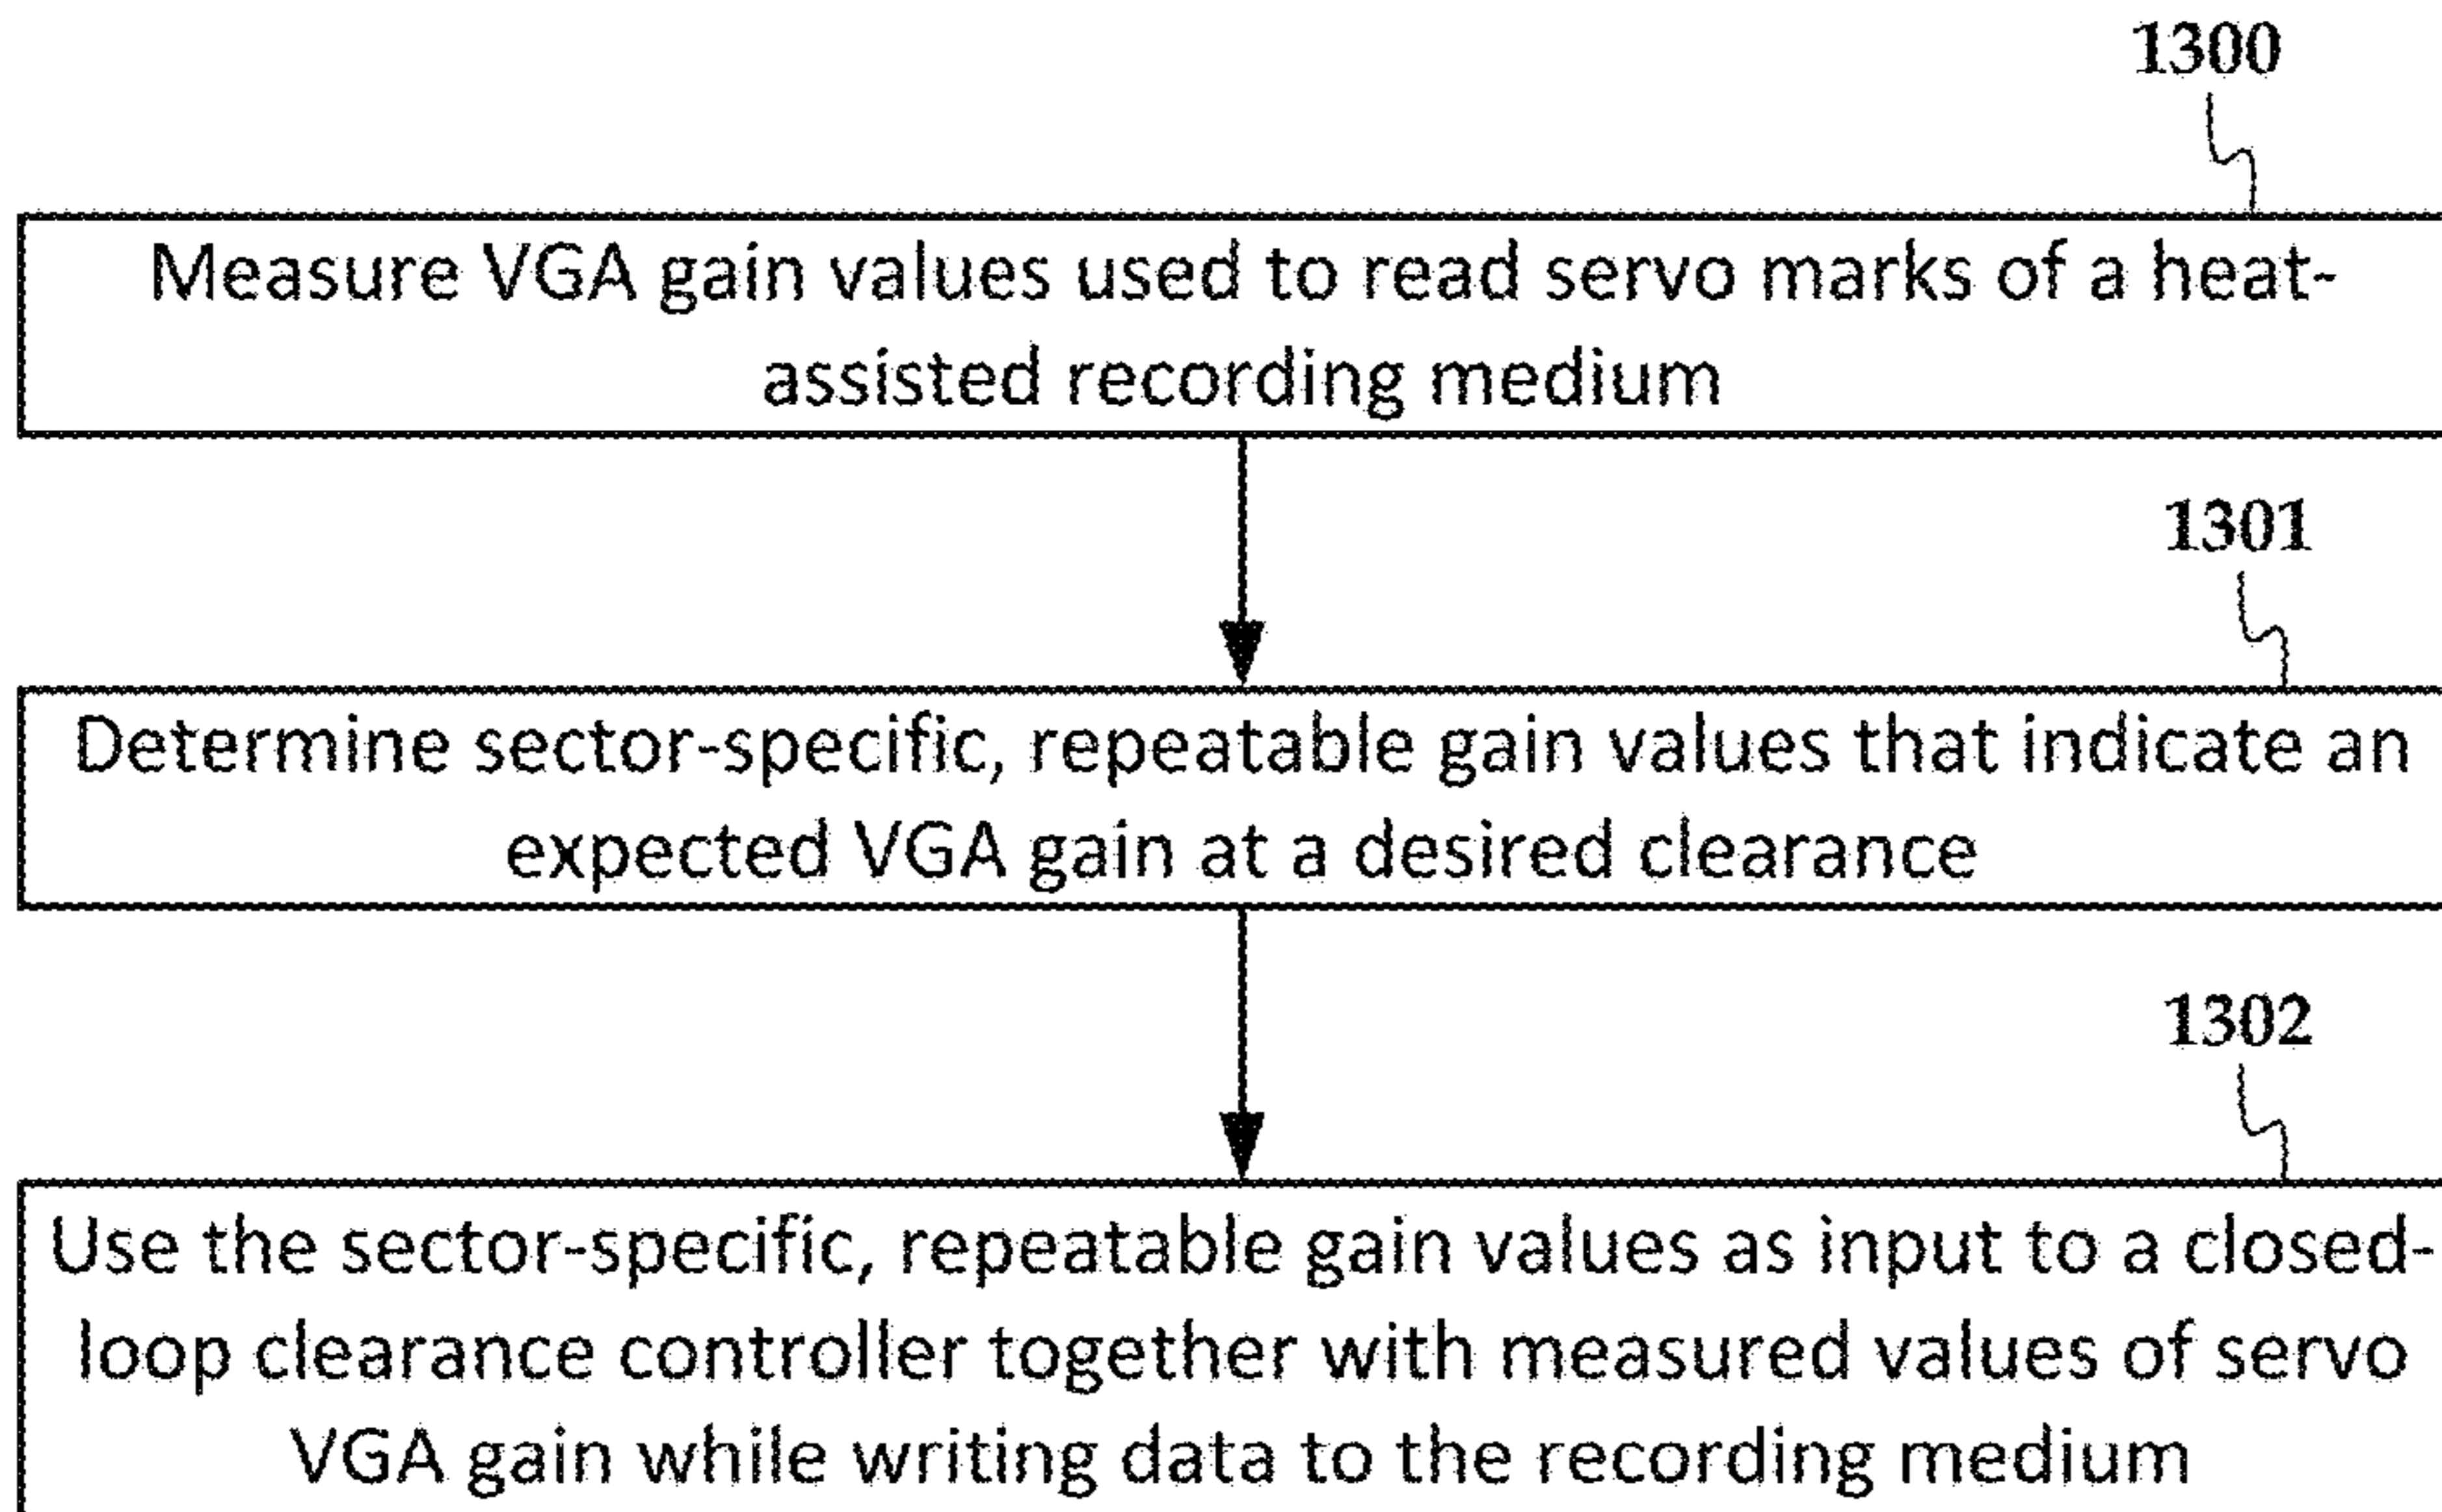 1300
Measure VGA gain values used to read servo marks of a heat-
assisted recording medium
1301
Determine sector-specific, repeatable gain values that indicate an
expected VGA gain at a desired clearance
1302
Use the sector-specific, repeatable gain values as input to a closed-
loop clearance controller together with measured values of servo
VGA gain while writing data to the recording medium